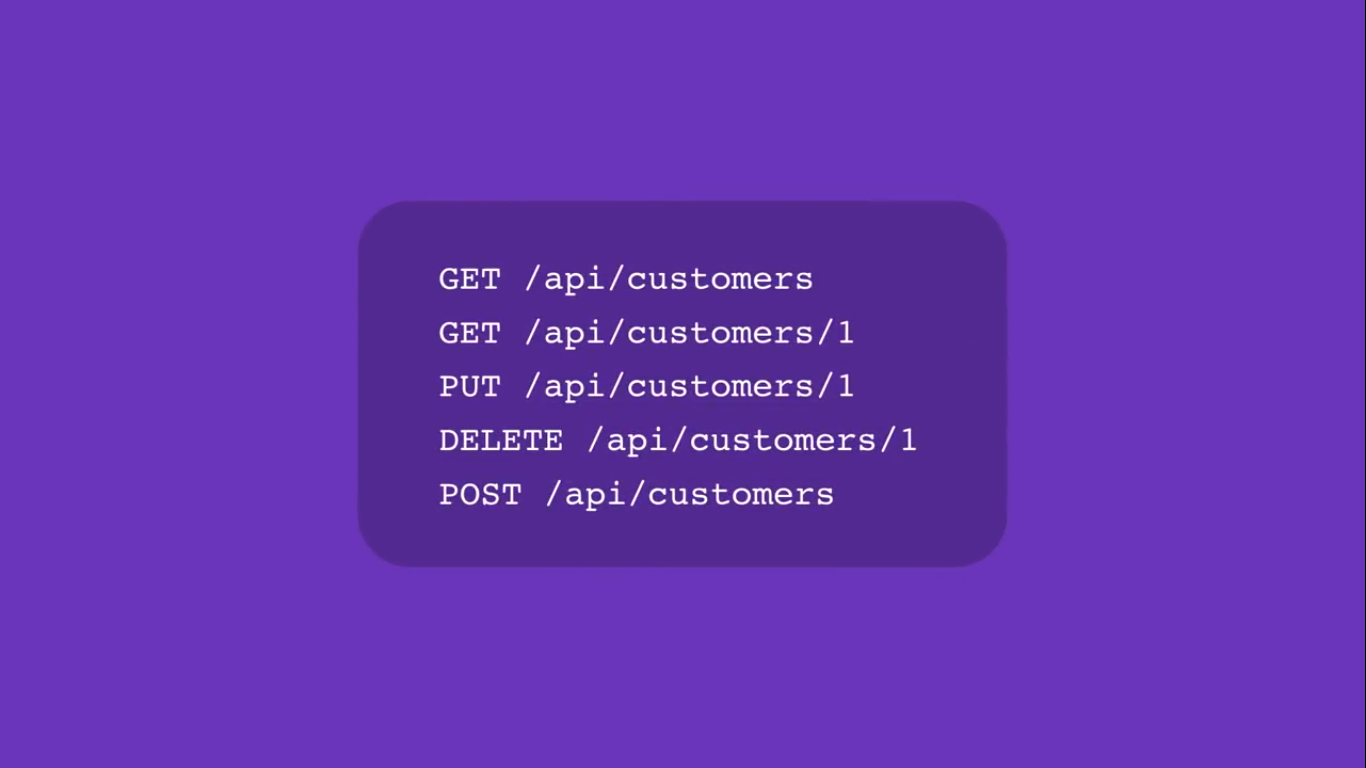 GET /api/customers
GET /api/customers/1
PUT /api/customers/1
DELETE /api/customers/1
POST /api/customers